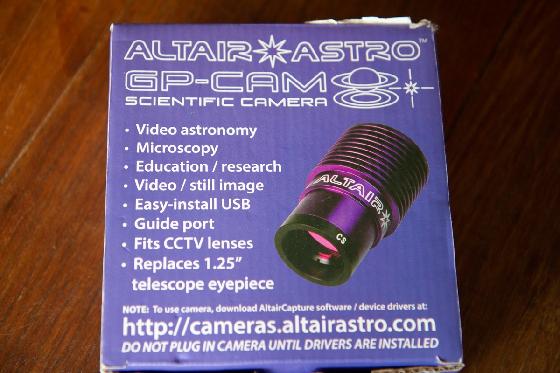 ALTAIR ASTRO™
GP-CAM
SCIENTIFIC CAMERA
• Video astronomy
• Microscopy
• Education / research
• Video / still image
• Easy-install USB
• Guide port
• Fits CCTV lenses
• Replaces 1.25"
telescope eyepiece
ALTAIR
CS
NOTE: To use camera, download AltairCapture software / device drivers at:
http://cameras.altairastro.com
DO NOT PLUG IN CAMERA UNTIL DRIVERS ARE INSTALLED